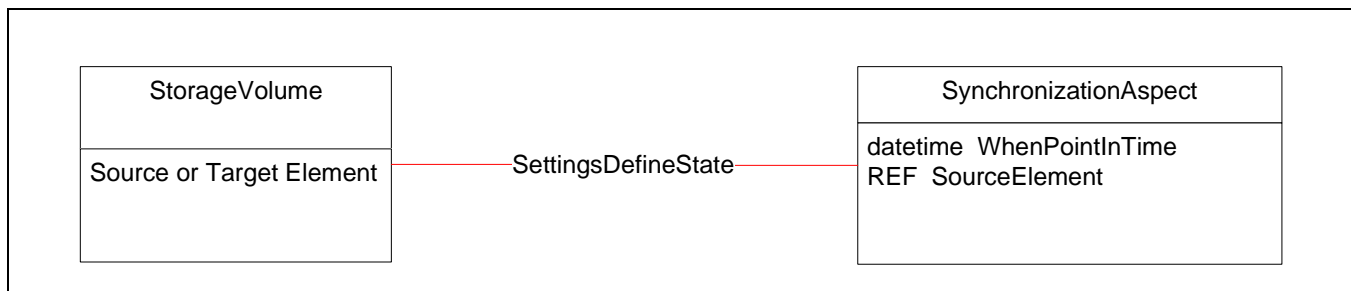 StorageVolume
Source or Target Element
SettingsDefineState
SynchronizationAspect
datetime WhenPointInTime
REF SourceElement